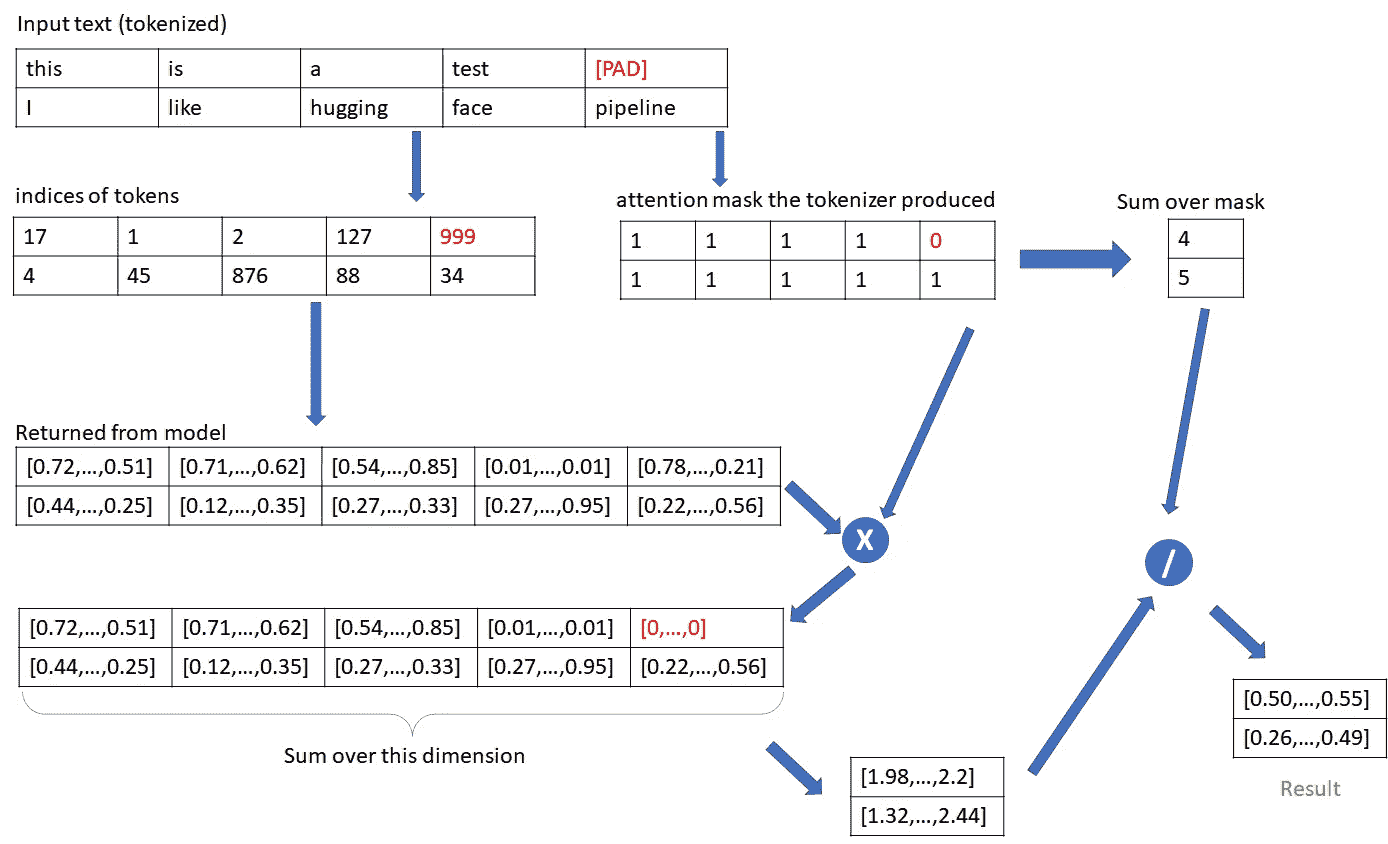 Input text (tokenized)
this is a test [PAD]
I like hugging face pipeline
indices of tokens
17 1 2 127 999
4 45 876 88 34
attention mask the tokenizer produced
1 1 1 1 0
1 1 1 1 1
Sum over mask
4
5
Returned from model
[0.72,...,0.51] [0.71,...,0.62] [0.54,...,0.85] [0.01,...,0.01] [0.78,...,0.21]
[0.44,...,0.25] [0.12,...,0.35] [0.27,...,0.33] [0.27,...,0.95] [0.22,...,0.56]
X
/
[0.72,...,0.51] [0.71,...,0.62] [0.54,...,0.85] [0.01,...,0.01] [0,...,0]
[0.44,...,0.25] [0.12,...,0.35] [0.27,...,0.33] [0.27,...,0.95] [0.22,...,0.56]
Sum over this dimension
[1.98,...,2.2]
[1.32,...,2.44]
[0.50,...,0.55]
[0.26,...,0.49]
Result